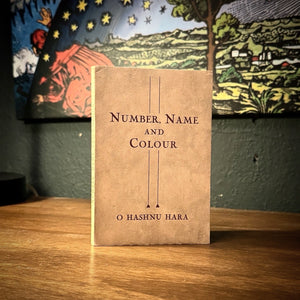 NUMBER, NAME
AND
COLOUR
O HASHNU HARA